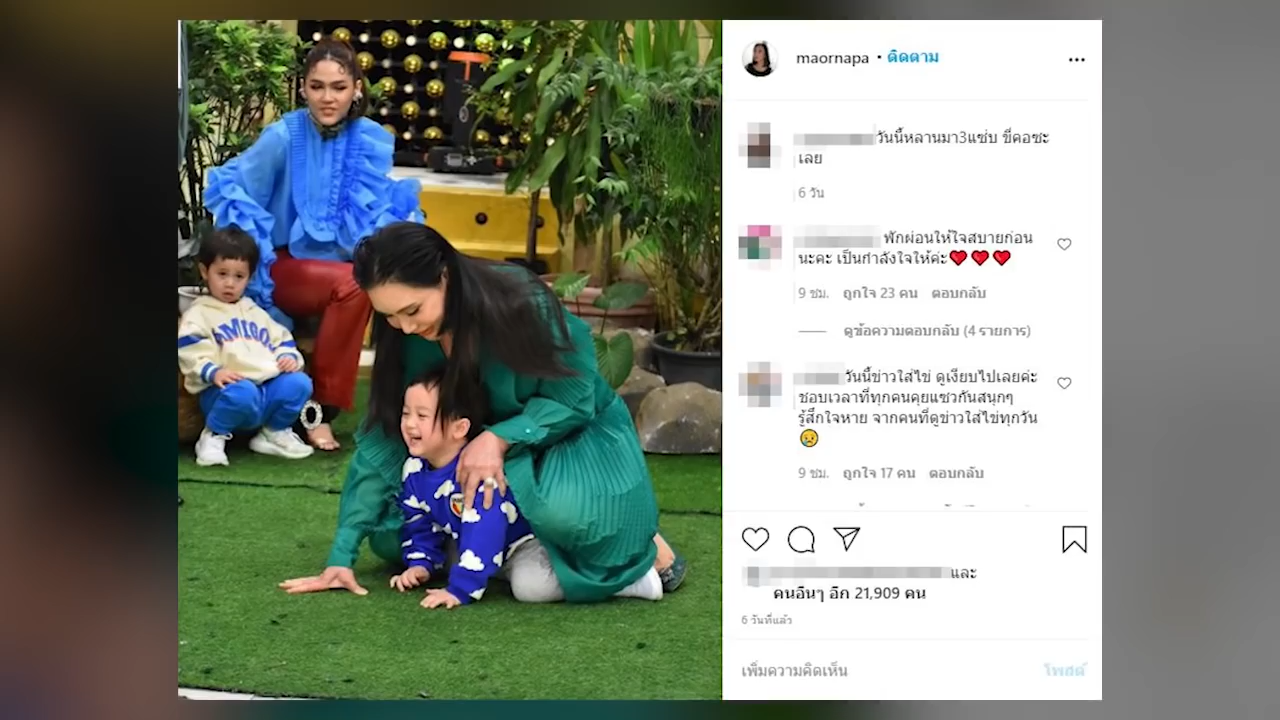 maornapa • ติดตาม
วันนี้หลานมา3แซ่บ ขี่คอซะ
เลย
6 วัน
พักผ่อนให้ใจสบายก่อน
นะคะ เป็นกำลังใจให้ค่ะ❤❤❤
9 ชม. ถูกใจ 23 คน ตอบกลับ
ดูข้อความตอบกลับ (4 รายการ)
วันนี้ข่าวใส่ไข่ ดูเงียบไปเลยค่ะ
ชอบเวลาที่ทุกคนคุยแซวกันสนุกๆ
รู้สึกใจหาย จากคนที่ดูข่าวใส่ไข่ทุกวัน
😢
9 ชม. ถูกใจ 17 คน ตอบกลับ
และ
คนอื่นๆ อีก 21,909 คน
6 วันที่แล้ว
เพิ่มความคิดเห็น
โพสต์
AMIGOS